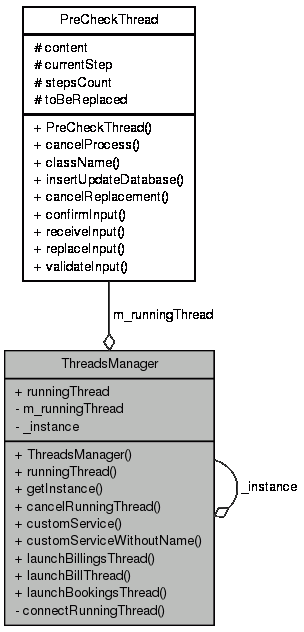 PreCheckThread
# content
# currentStep
# stepsCount
# toBeReplaced
+ PreCheckThread()
+ cancelProcess()
+ className()
+ insertUpdateDatabase()
+ cancelReplacement()
+ confirmInput()
+ receiveInput()
+ replaceInput()
+ validateInput()
m_runningThread
ThreadsManager
+ runningThread
- m_runningThread
- _instance
+ ThreadsManager()
+ runningThread()
+ getInstance()
+ cancelRunningThread()
+ customService()
+ customServiceWithoutName()
+ launchBillingsThread()
+ launchBillThread()
+ launchBookingsThread()
- connectRunningThread()
_instance